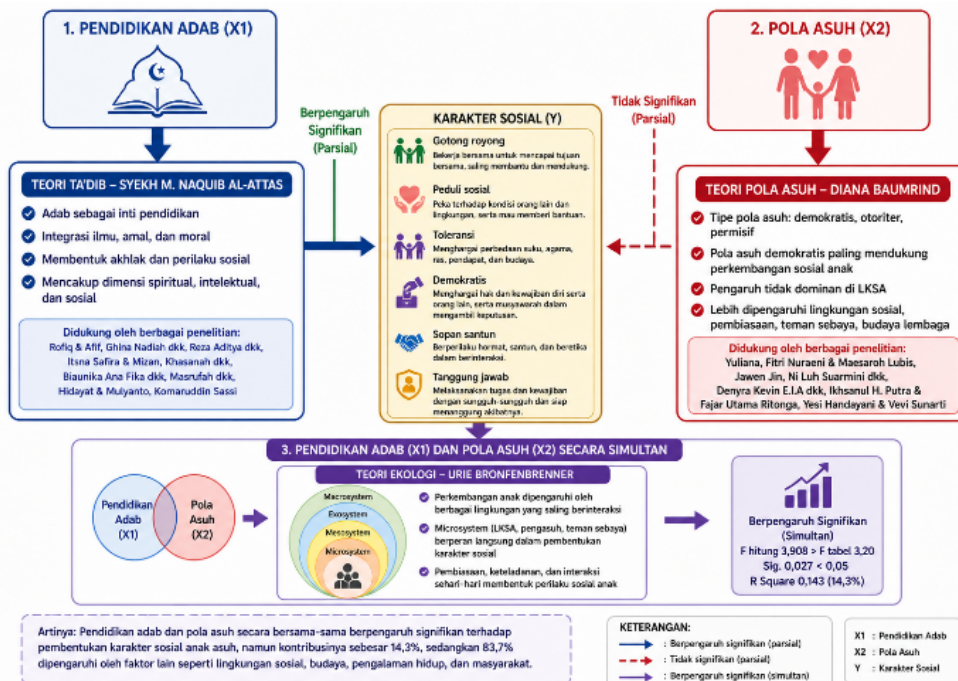 1. PENDIDIKAN ADAB (X1)
TEORI TA'DIB – SYEKH M. NAQUIB AL-ATTAS
Adab sebagai inti pendidikan
Integrasi ilmu, amal, dan moral
Membentuk akhlak dan perilaku sosial
Mencakup dimensi spiritual, intelektual,
dan sosial
Didukung oleh berbagai penelitian:
Rofiq & Afif, Ghina Nadiah dkk, Reza Aditya dkk,
Itsna Safira & Mizan, Khasanah dkk,
Biaunika Ana Fika dkk, Masrufah dkk,
Hidayat & Mulyanto, Komaruddin Sassi
Berpengaruh
Signifikan
(Parsial)
KARAKTER SOSIAL (Y)
Gotong royong
Bekerja bersama untuk mencapai tujuan
bersama, saling membantu dan mendukung.
Peduli sosial
Peka terhadap kondisi orang lain dan
lingkungan, serta mau memberi bantuan.
Toleransi
Menghargai perbedaan suku, agama,
ras, pendapat, dan budaya.
Demokratis
Menghargai hak dan kewajiban diri serta
orang lain, serta musyawarah dalam
mengambil keputusan.
Sopan santun
Berperilaku hormat, santun, dan beretika
dalam berinteraksi.
Tanggung jawab
Melaksanakan tugas dan kewajiban
dengan sungguh-sungguh dan siap
menanggung akibatnya.
Tidak Signifikan
(Parsial)
2. POLA ASUH (X2)
TEORI POLA ASUH – DIANA BAUMRIND
Tipe pola asuh: demokratis, otoriter,
permisif
Pola asuh demokratis paling mendukung
perkembangan sosial anak
Pengaruh tidak dominan di LKSA
Lebih dipengaruhi lingkungan sosial,
pembiasaan, teman sebaya, budaya lembaga
Didukung oleh berbagai penelitian:
Yuliana, Fitri Nuraeni & Maesaroh Lubis,
Jawen Jin, Ni Luh Suarmini dkk,
Denyra Kevin E.I.A dkk, Ikhsanul H. Putra &
Fajar Utama Ritonga, Yesi Handayani & Vevi Sunarti
3. PENDIDIKAN ADAB (X1) DAN POLA ASUH (X2) SECARA SIMULTAN
Pendidikan
Adab
(X1)
Pola
Asuh
(X2)
TEORI EKOLOGI – URIE BRONFENBRENNER
Macrosystem
Exosystem
Mesosystem
Microsystem
Perkembangan anak dipengaruhi oleh
berbagai lingkungan yang saling berinteraksi
Microsystem (LKSA, pengasuh, teman sebaya)
berperan langsung dalam pembentukan
karakter sosial
Pembiasaan, keteladanan, dan interaksi
sehari-hari membentuk perilaku sosial anak
Berpengaruh Signifikan
(Simultan)
F hitung 3,908 > F tabel 3,20
Sig. 0,027 < 0,05
R Square 0,143 (14,3%)
Artinya: Pendidikan adab dan pola asuh secara bersama-sama berpengaruh signifikan terhadap
pembentukan karakter sosial anak asuh, namun kontribusinya sebesar 14,3%, sedangkan 83,7%
dipengaruhi oleh faktor lain seperti lingkungan sosial, budaya, pengalaman hidup, dan masyarakat.
KETERANGAN:
: Berpengaruh signifikan (parsial)
: Tidak signifikan (parsial)
: Berpengaruh signifikan (simultan)
X1 : Pendidikan Adab
X2 : Pola Asuh
Y : Karakter Sosial